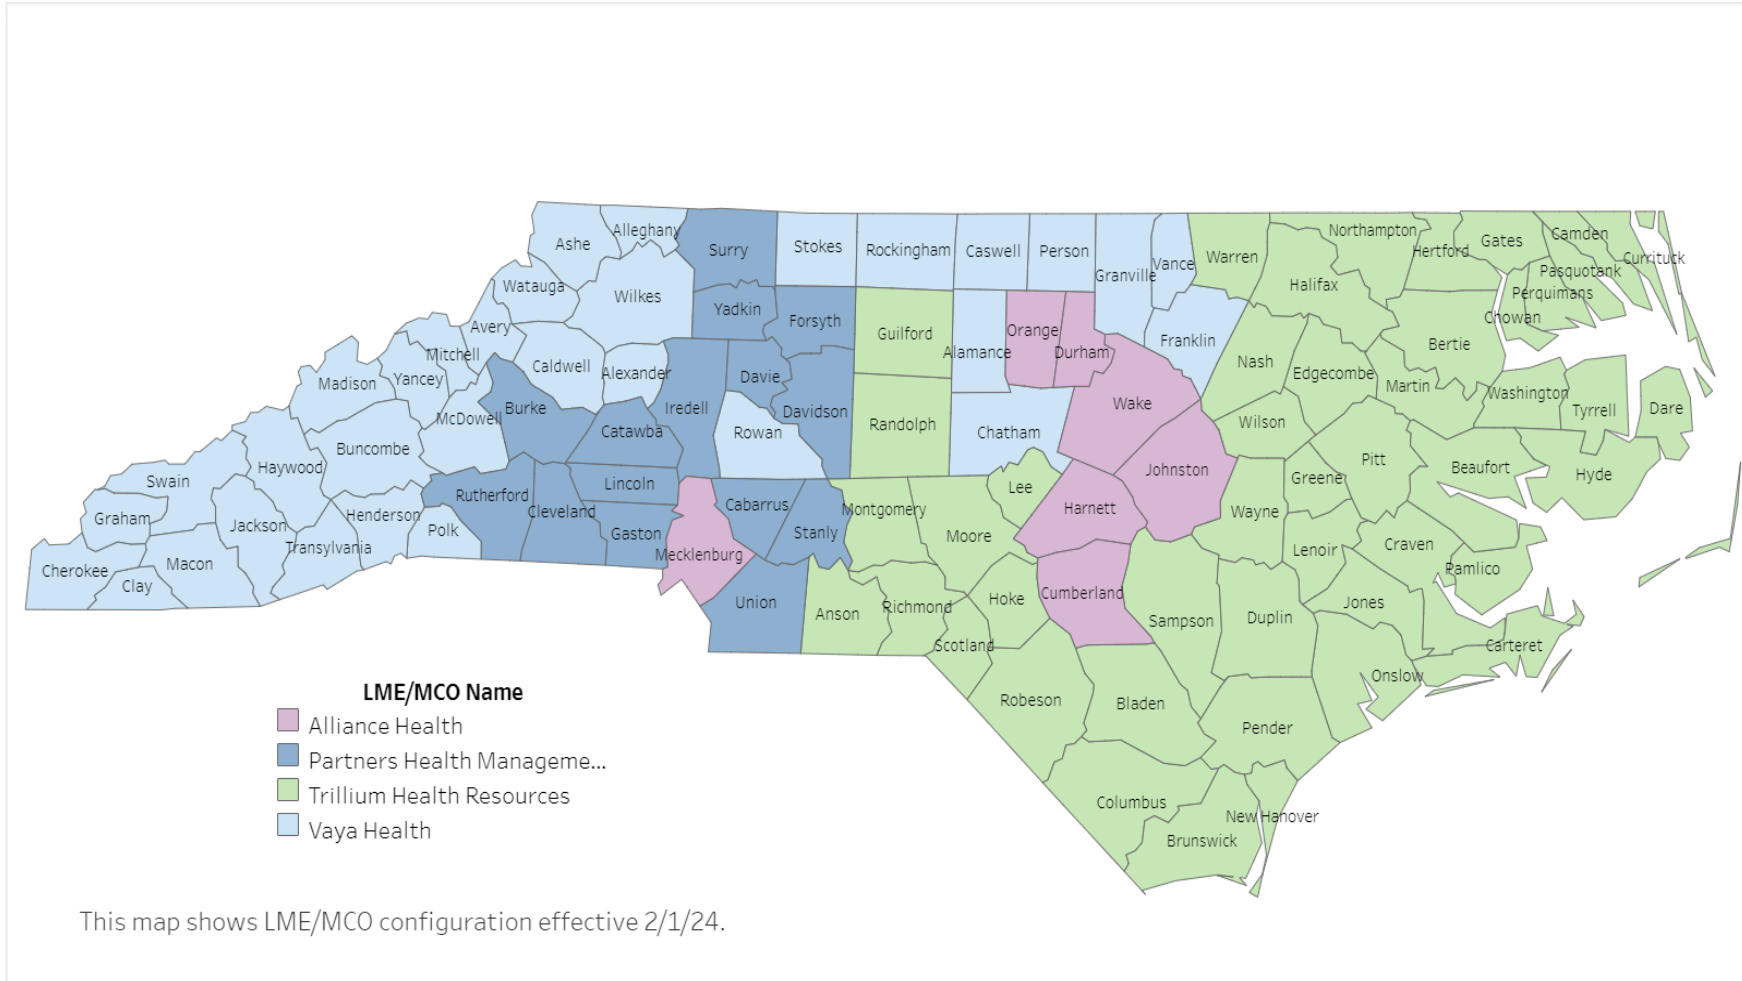 Alleghany
Ashe
Surry
Stokes
Rockingham
Caswell
Person
Granville
Vance
Warren
Northampton
Hertford
Gates
Camden
Currituck
Pasquotank
Perquimans
Chowan
Halifax
Watauga
Wilkes
Yadkin
Forsyth
Guilford
Alamance
Orange
Durham
Franklin
Nash
Edgecombe
Bertie
Martin
Washington
Tyrrell
Dare
Avery
Mitchell
Caldwell
Alexander
Yancey
Madison
McDowell
Burke
Iredell
Davie
Davidson
Randolph
Wake
Wilson
Catawba
Rowan
Chatham
Buncombe
Haywood
Swain
Johnston
Greene
Pitt
Beaufort
Hyde
Lincoln
Rutherford
Cleveland
Cabarrus
Montgomery
Lee
Harnett
Wayne
Graham
Jackson
Henderson
Polk
Gaston
Stanly
Moore
Lenoir
Craven
Transylvania
Mecklenburg
Pamlico
Cherokee
Macon
Clay
Union
Anson
Richmond
Hoke
Cumberland
Sampson
Duplin
Jones
Scotland
Carteret
Onslow
Robeson
Bladen
Pender
Columbus
New Hanover
Brunswick
LME/MCO Name
Alliance Health
Partners Health Manageme...
Trillium Health Resources
Vaya Health
This map shows LME/MCO configuration effective 2/1/24.